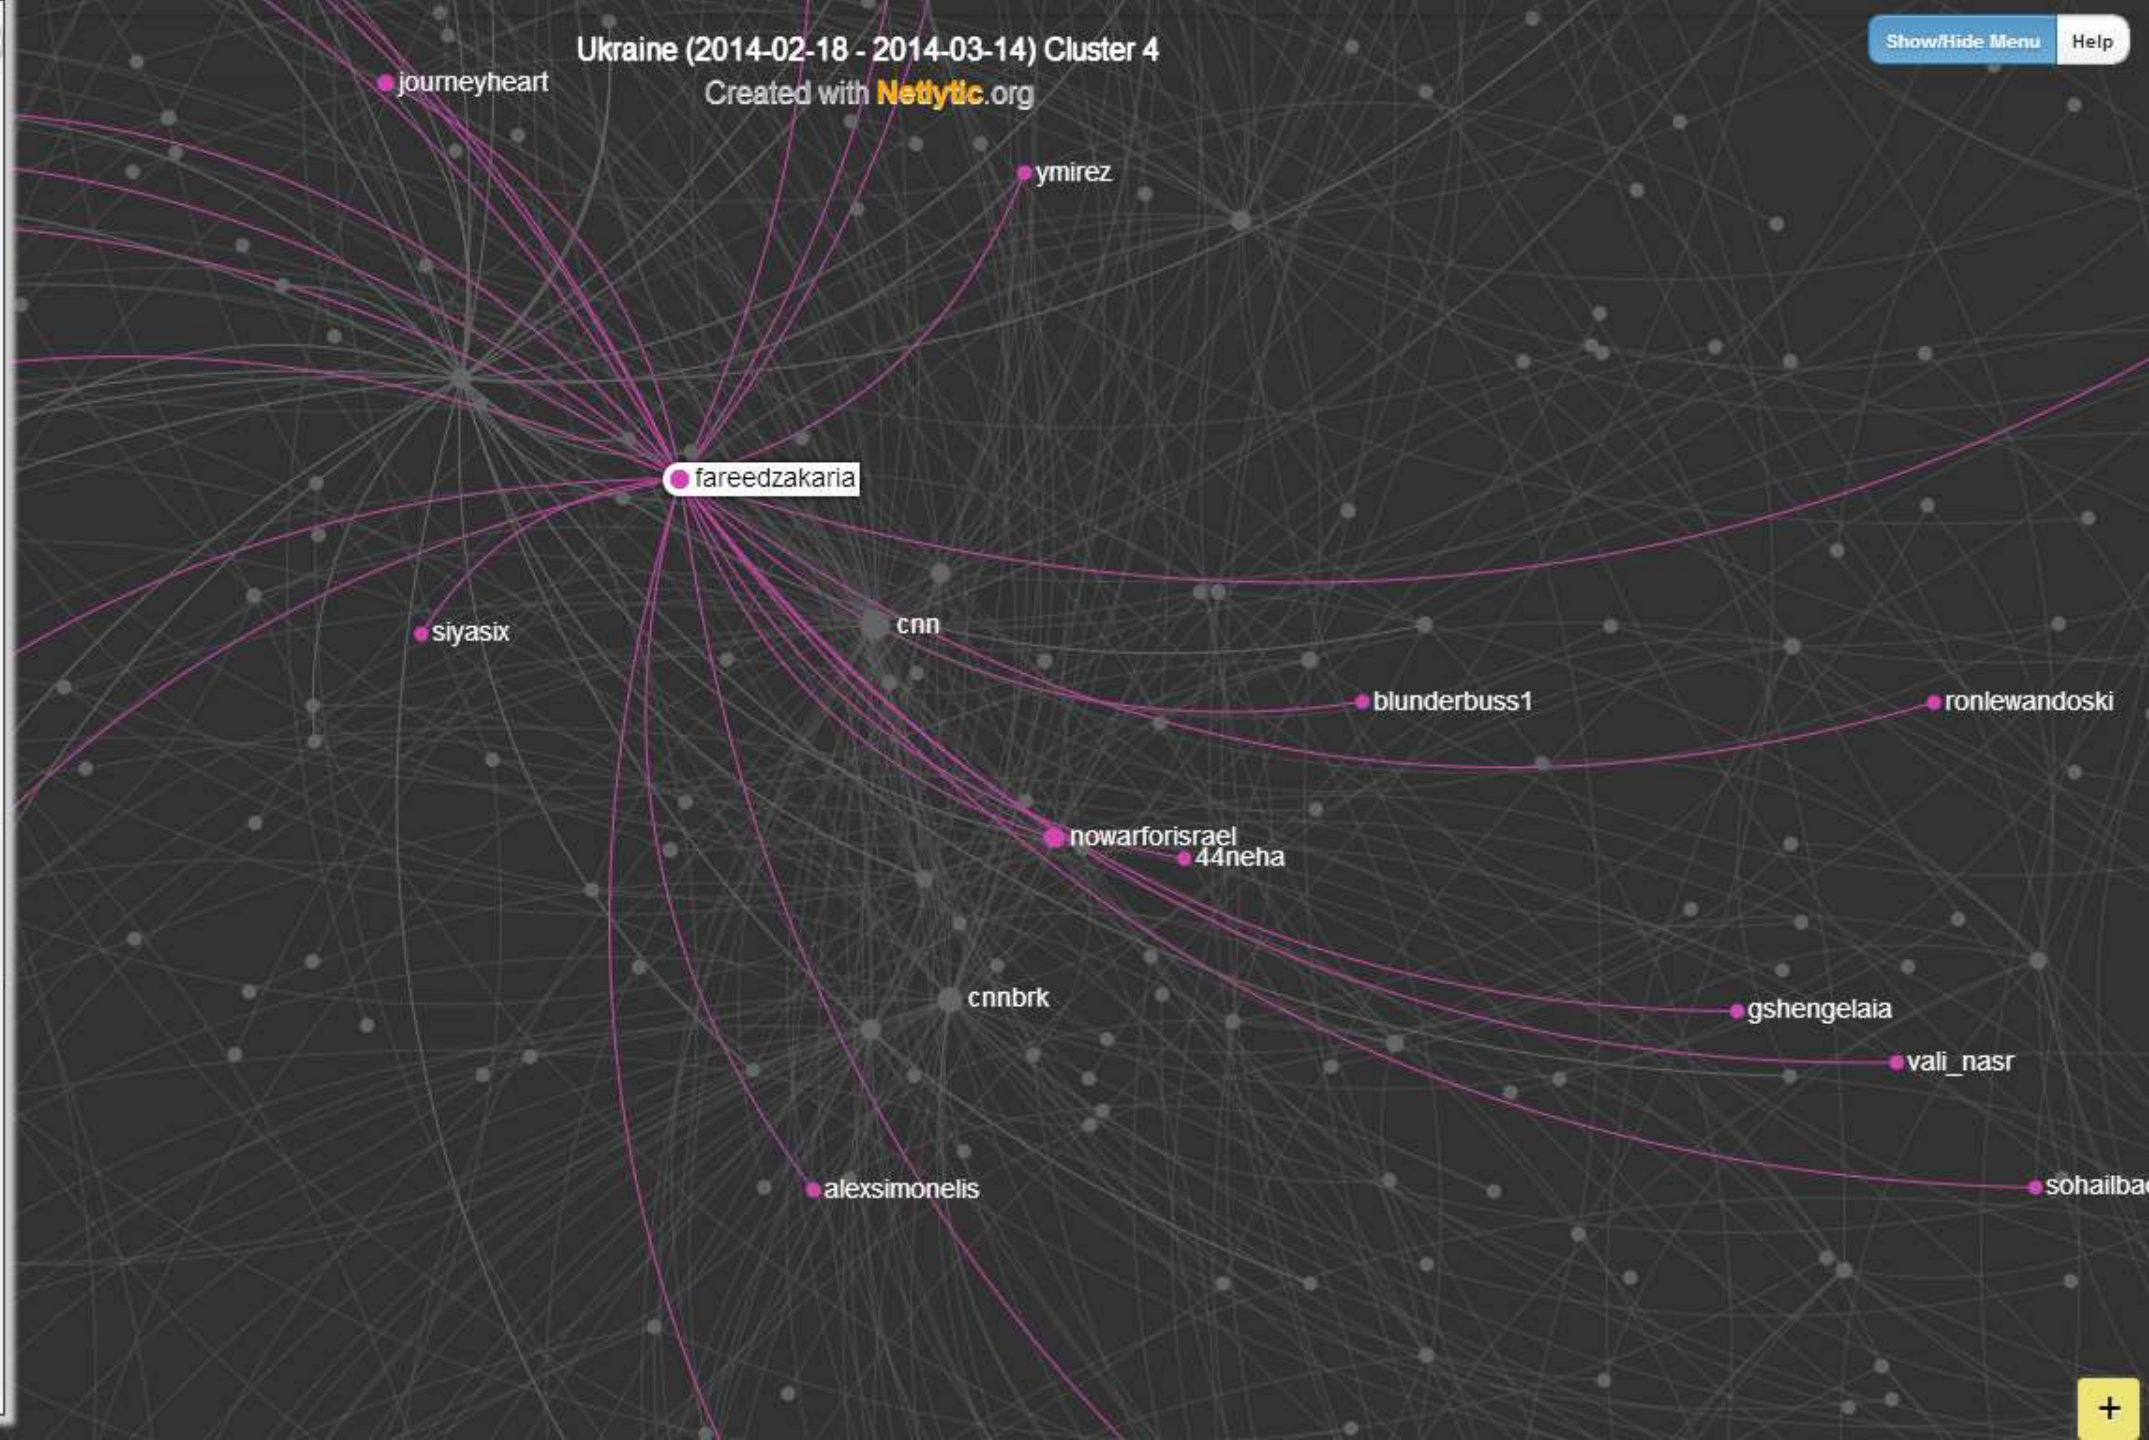 Ukraine (2014-02-18 - 2014-03-14) Cluster 4
Created with Netlytic.org
Show/Hide Menu
Help
journeyheart
ymirez
fareedzakaria
cnn
siyasix
blunderbuss1
ronlewandoski
nowarforisrael
44neha
cnnbrk
gshengelaia
vali_nasr
alexsimonelis
+